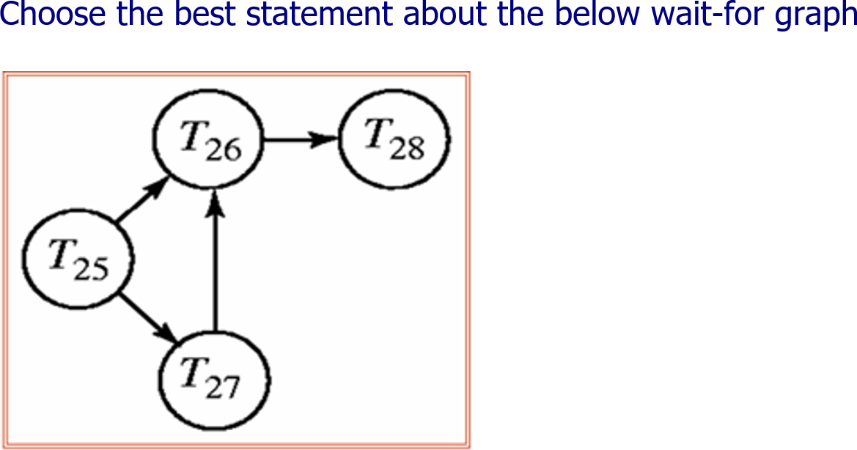 Choose the best statement about the below wait-for graph
T26
T28
T25
T27